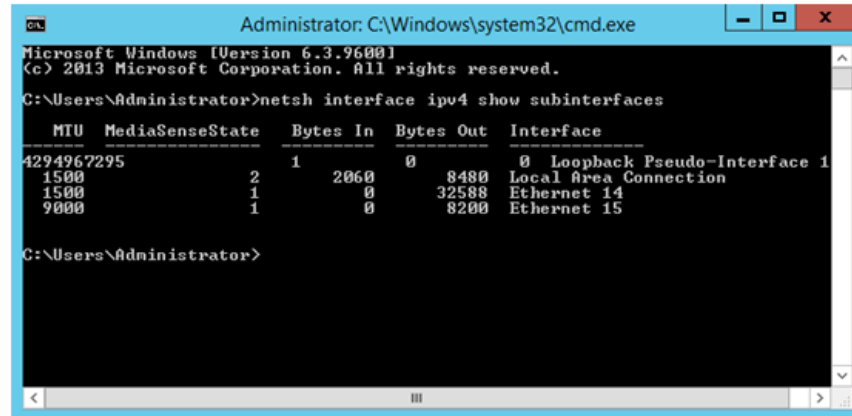 Administrator: C:\Windows\system32\cmd.exe
Microsoft Windows [Version 6.3.9600]
(c) 2013 Microsoft Corporation. All rights reserved.
C:\Users\Administrator>netsh interface ipv4 show subinterfaces
MTU  MediaSenseState   Bytes In  Bytes Out  Interface
------  ---------------  ---------  ---------  -------------
4294967295                1          0          0  Loopback Pseudo-Interface 1
1500                2       2060       8480  Local Area Connection
1500                1          0      32588  Ethernet 14
9000                1          0       8200  Ethernet 15
C:\Users\Administrator>